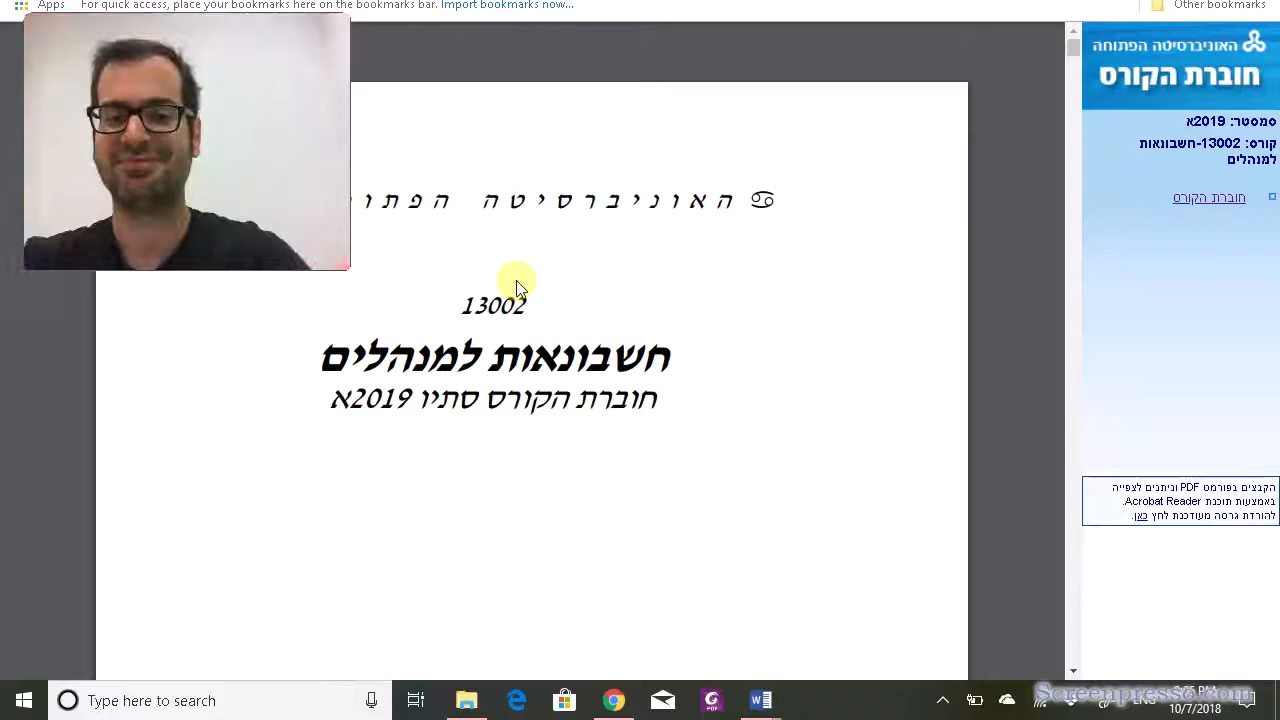 Apps For quick access, place your bookmarks here on the bookmarks bar. Import bookmarks now... Other bookmarks
האוניברסיטה הפתוחה
חוברת הקורס
סמסטר: 2019א
קורס: 13002-חשבונאות
למנהלים
חוברת הקורס
האוניברסיטה
13002
חשבונאות למנהלים
חוברת הקורס סתיו 2019א
הקבצים בפורמט PDF וניתנים לצפייה
באמצעות תוכנת Acrobat Reader.
להורדת גרסה מעודכנת לחץ כאן.
Type here to search
Screenpresso.com
ENG
10/7/2018